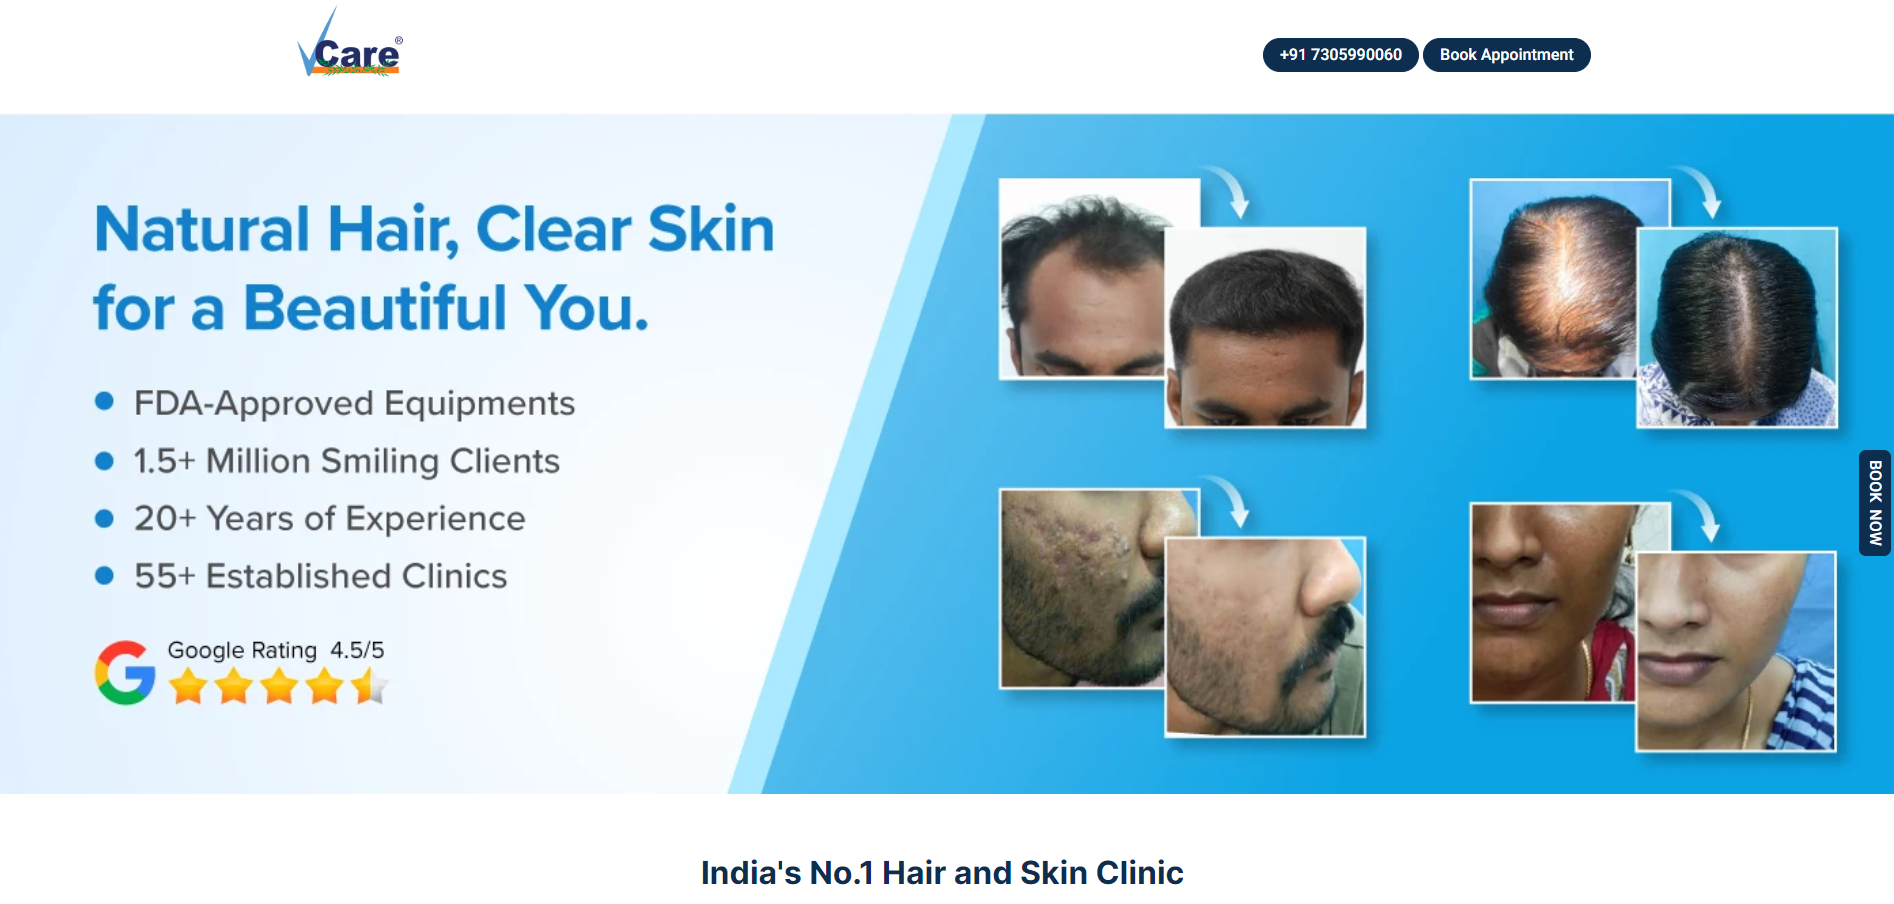 VCare®
+91 7305990060
Book Appointment
Natural Hair, Clear Skin
for a Beautiful You.
FDA-Approved Equipments
1.5+ Million Smiling Clients
20+ Years of Experience
55+ Established Clinics
Google Rating 4.5/5
BOOK NOW
India's No.1 Hair and Skin Clinic